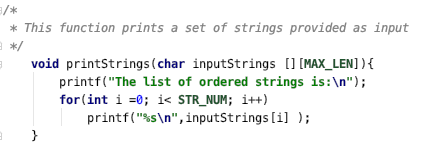 /*
 * This function prints a set of strings provided as input
 */
    void printStrings(char inputStrings [][MAX_LEN]){
        printf("The list of ordered strings is:\n");
        for(int i =0; i< STR_NUM; i++)
            printf("%s\n",inputStrings[i] );
    }